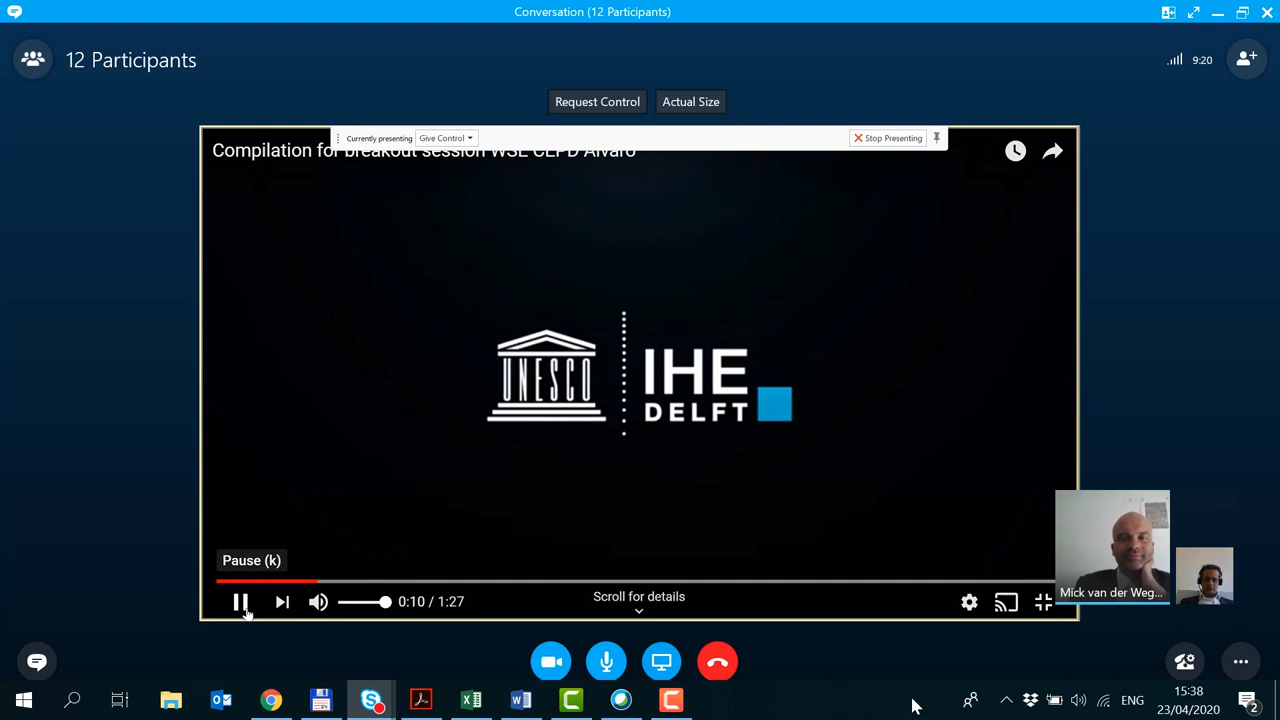 Conversation (12 Participants)
12 Participants
9:20
Request Control
Actual Size
Currently presenting
Give Control
Stop Presenting
Compilation for breakout session WSE CEPD Alvaro
UNESCO
IHE
DELFT
Pause (k)
0:10 / 1:27
Scroll for details
Mick van der Weg...
ENG
15:38
23/04/2020
2